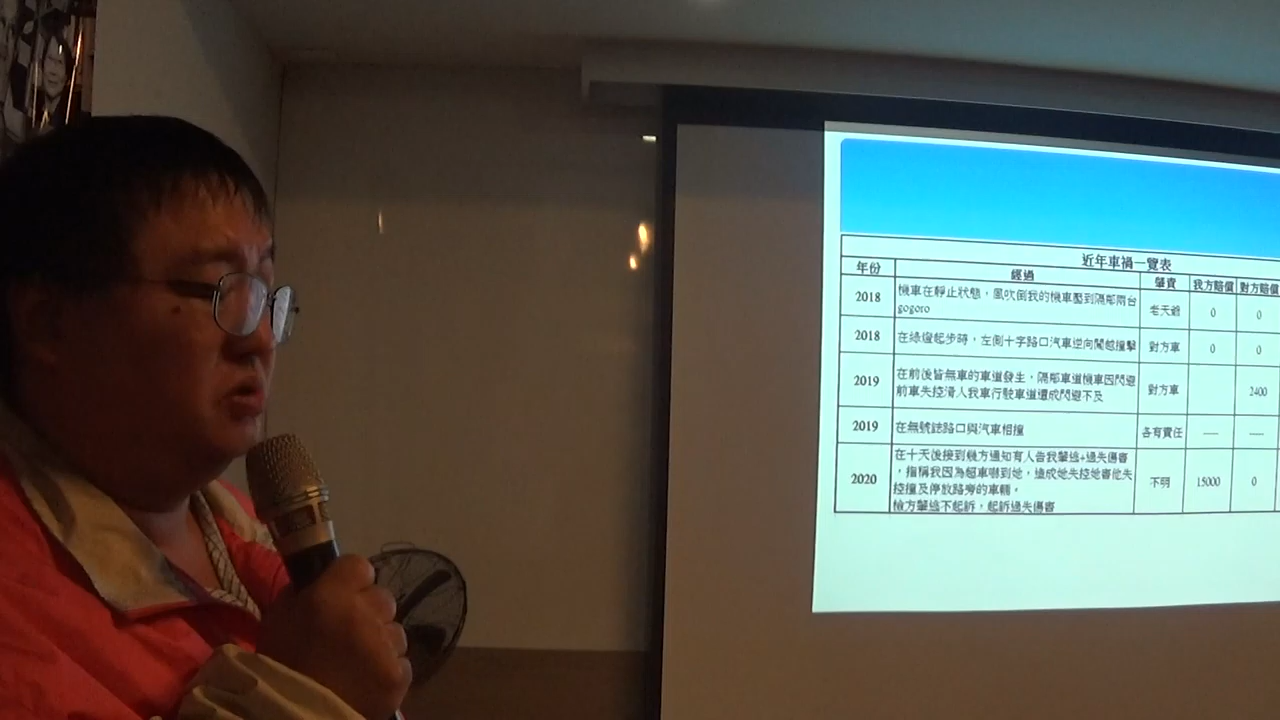 近年車禍一覽表
年份 經過 肇責 我方賠償 對方賠償
2018 機車在靜止狀態，風吹倒我的機車壓到隔鄰兩台 gogoro 老天爺 0 0
2018 在綠燈起步時，左側十字路口汽車逆向闖越撞擊 對方車 0 0
2019 在前後皆無車的車道發生，隔鄰車道機車因閃避
前車失控滑入我車行駛車道造成閃避不及 對方車 2400
2019 在無號誌路口與汽車相撞 各有責任 ---- ----
2020 在十天後接到警方通知有人告我肇逃+過失傷害
，指稱我因為超車嚇到她，造成她失控
控撞及停放路旁的車輛，
檢方肇逃不起訴，起訴過失傷害 不明 15000 0